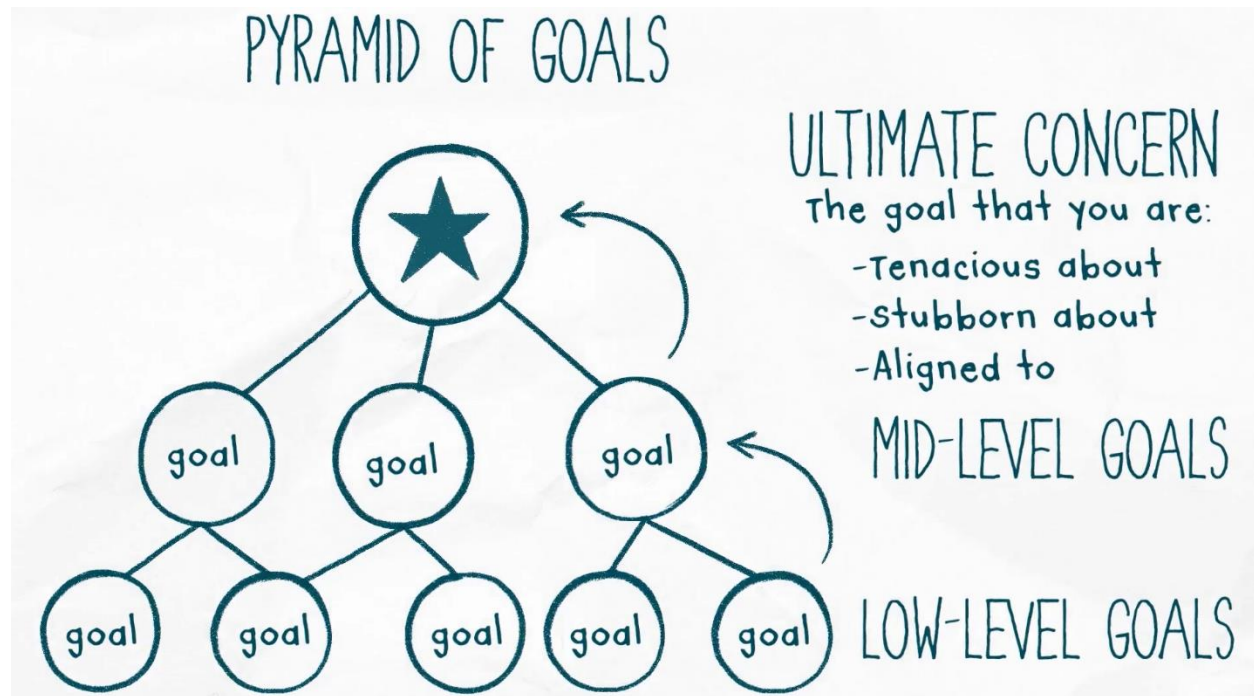 PYRAMID OF GOALS
ULTIMATE CONCERN
The goal that you are:
-Tenacious about
-Stubborn about
-Aligned to
goal goal goal
MID-LEVEL GOALS
goal goal goal goal goal
LOW-LEVEL GOALS